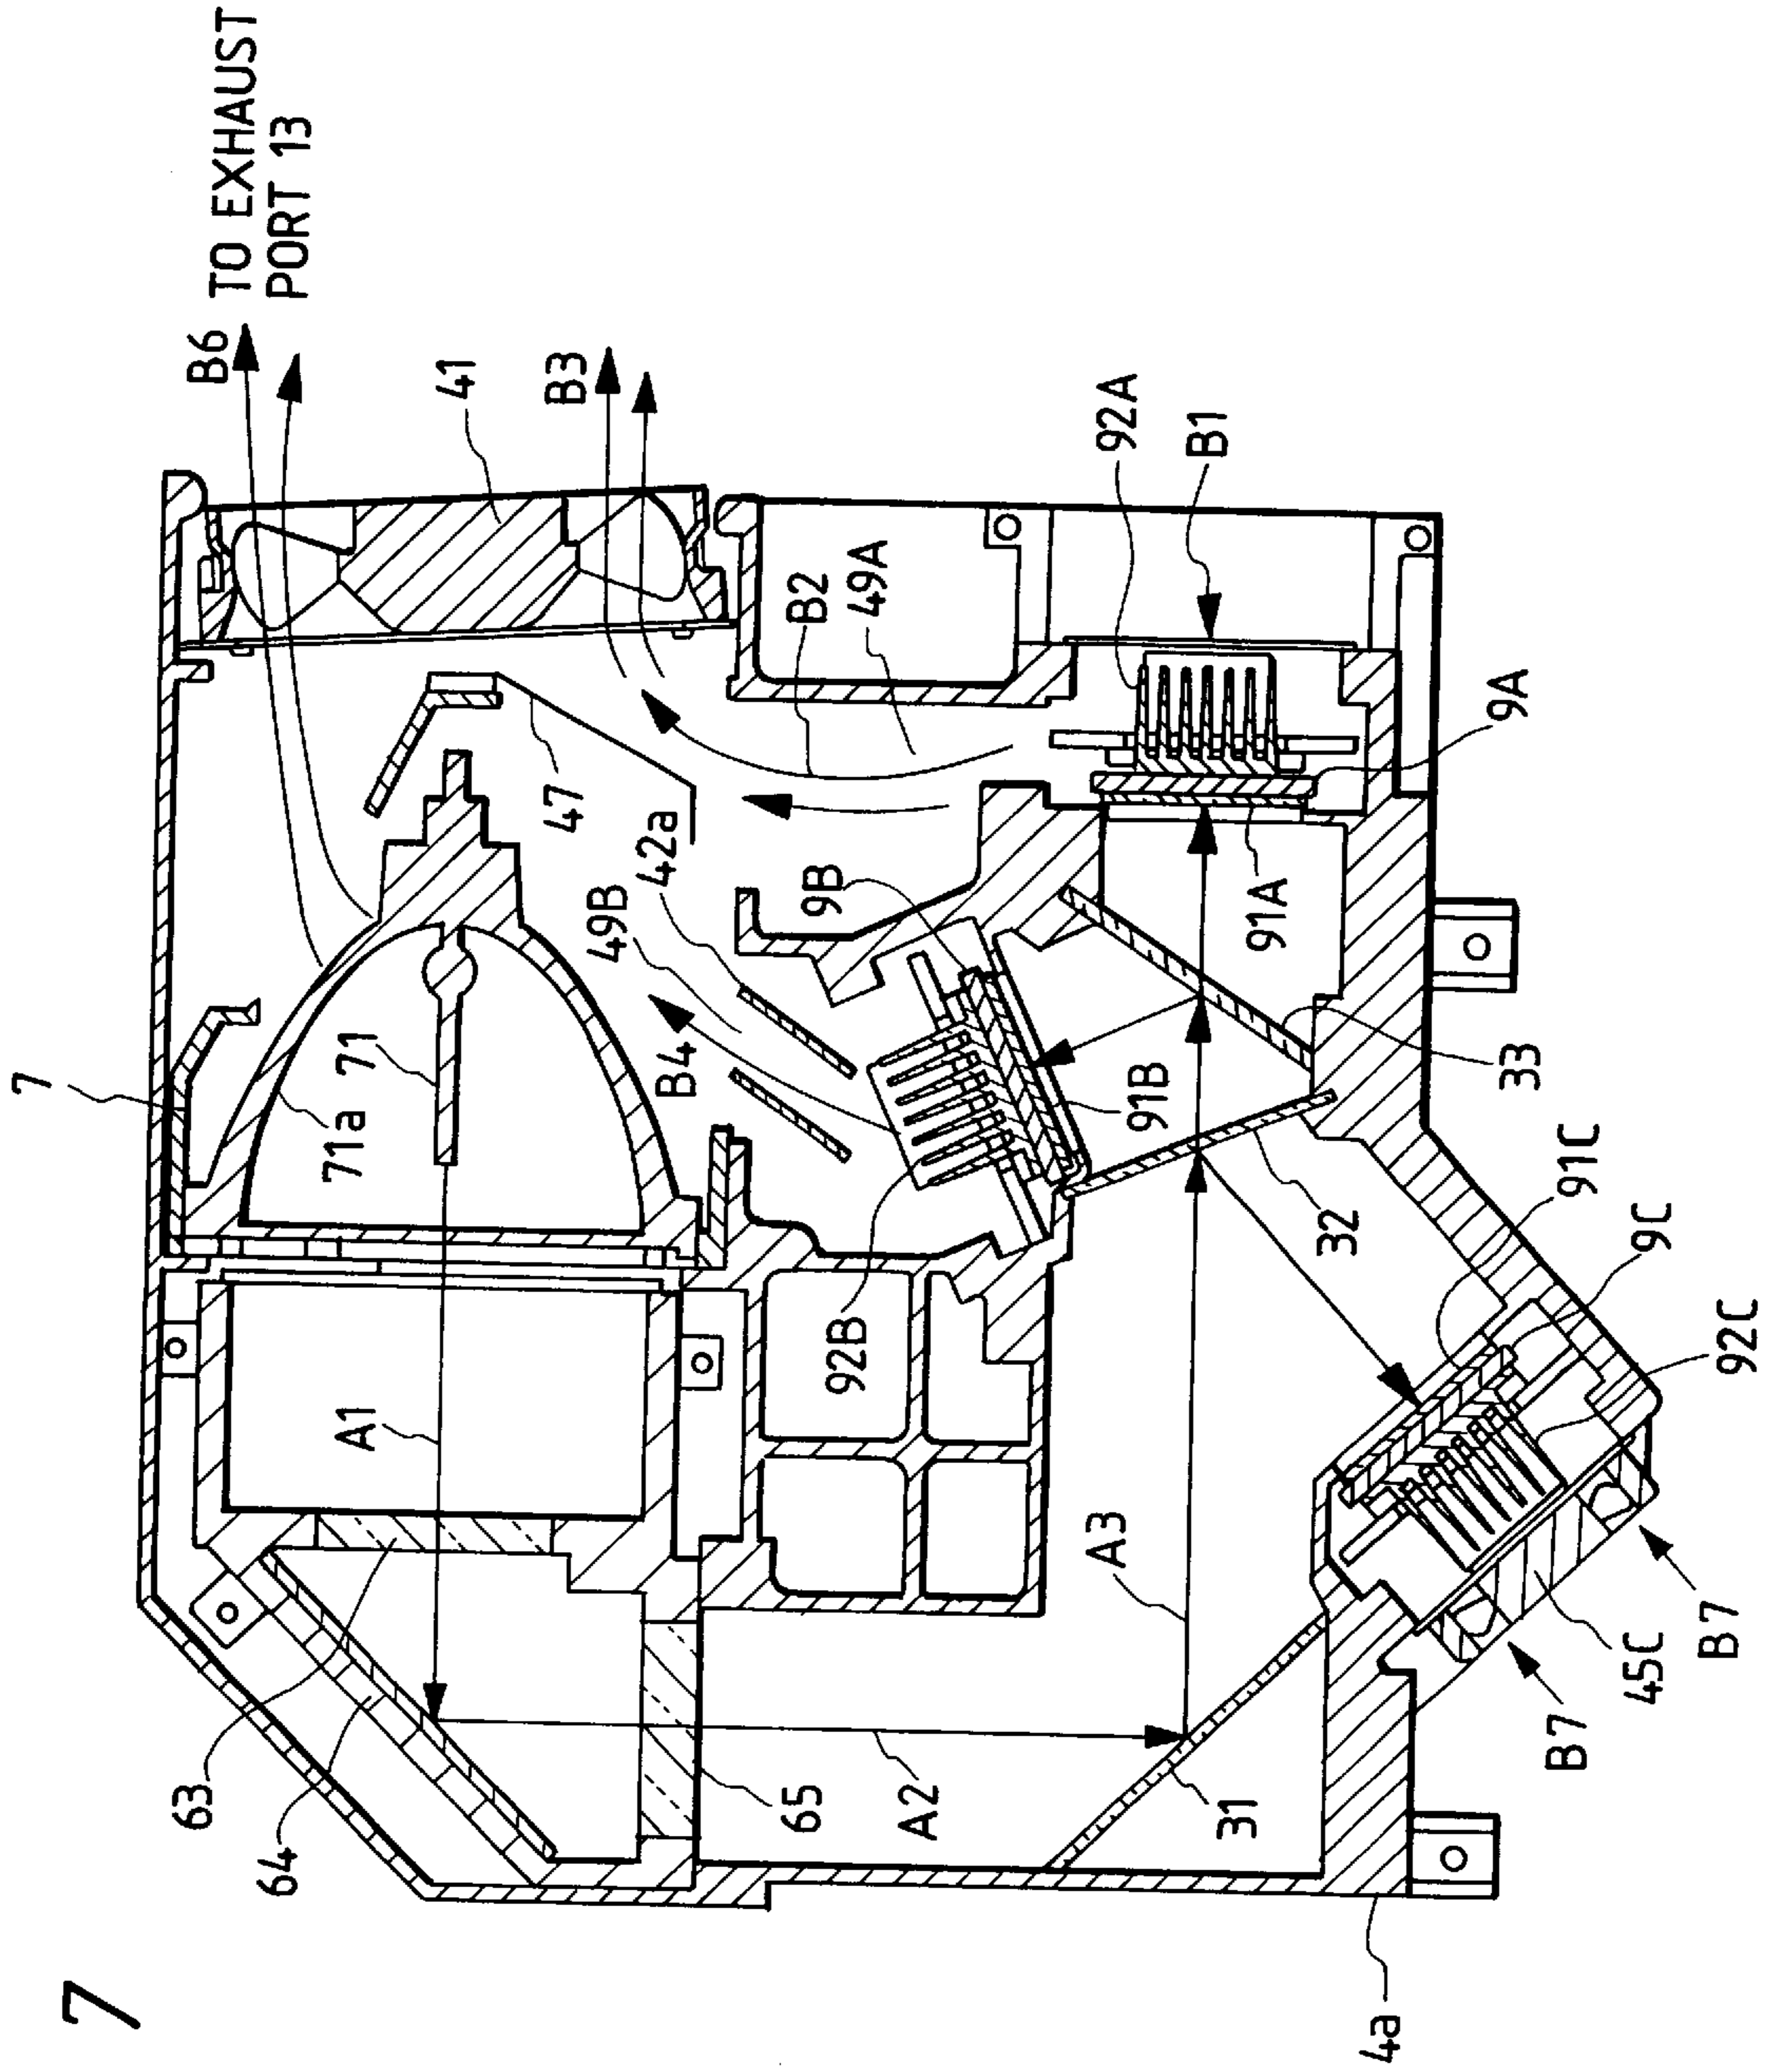 7
7
B6 TO EXHAUST
PORT 13
41
B3
92A
B1
B2
49A
47
42a
49B
9B
9A
91A
71
71a
B4
91B
33
32
91C
9C
92C
92B
A1
A3
63
64
65
A2
31
45C
B7
B7
4a